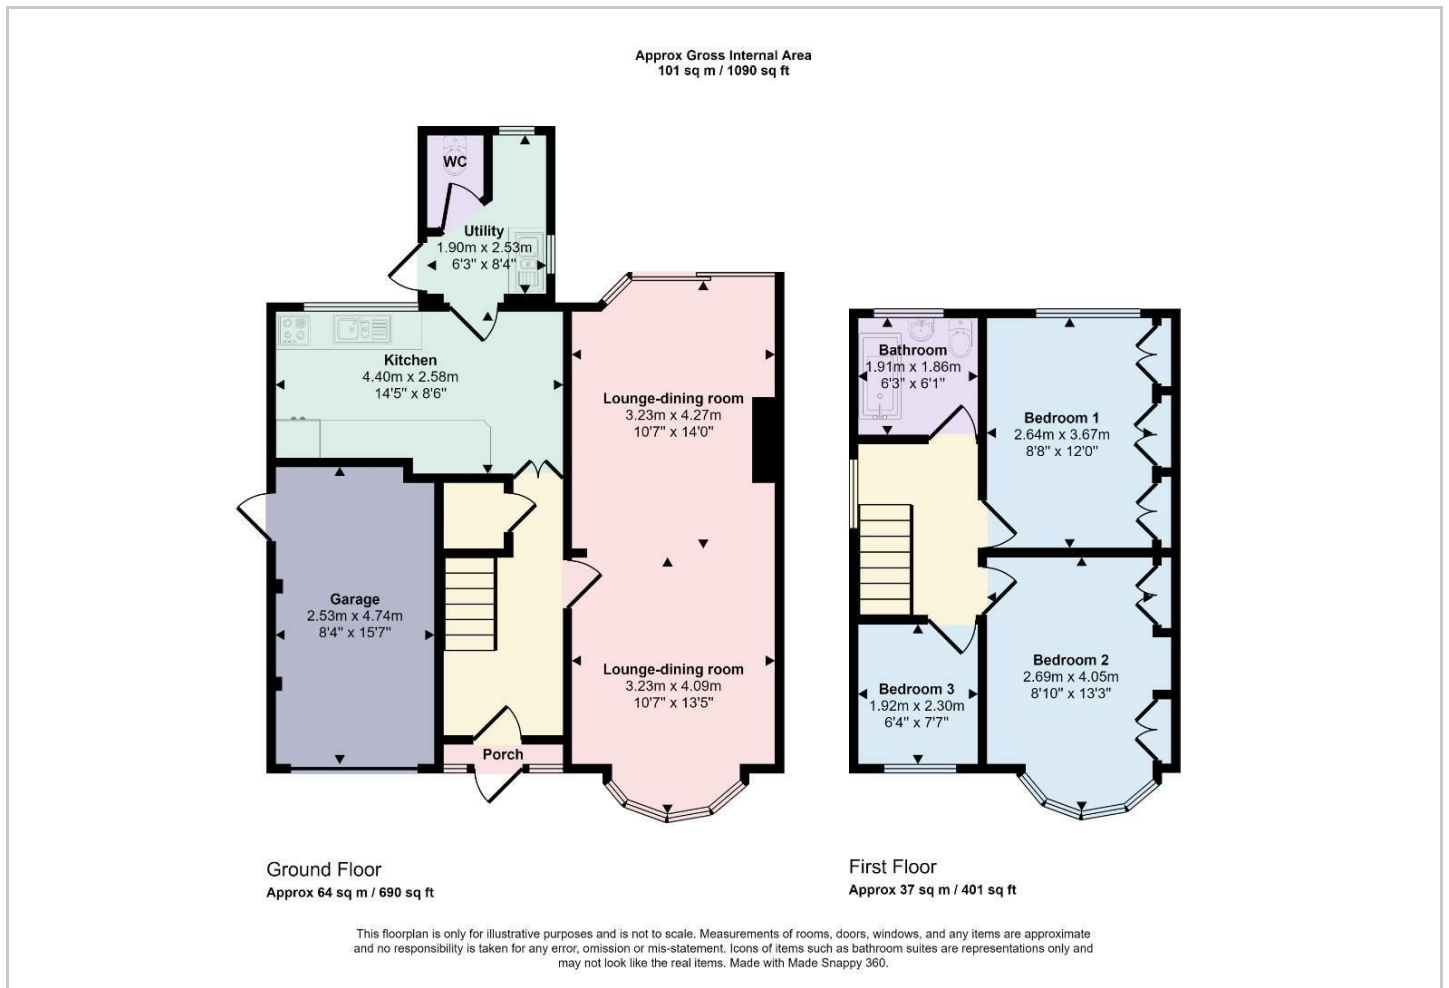 Approx Gross Internal Area
101 sq m / 1090 sq ft
WC
Utility
1.90m x 2.53m
6'3" x 8'4"
Kitchen
4.40m x 2.58m
14'5" x 8'6"
Lounge-dining room
3.23m x 4.27m
10'7" x 14'0"
Garage
2.53m x 4.74m
8'4" x 15'7"
Lounge-dining room
3.23m x 4.09m
10'7" x 13'5"
Porch
Bathroom
1.91m x 1.86m
6'3" x 6'1"
Bedroom 1
2.64m x 3.67m
8'8" x 12'0"
Bedroom 2
2.69m x 4.05m
8'10" x 13'3"
Bedroom 3
1.92m x 2.30m
6'4" x 7'7"
Ground Floor
Approx 64 sq m / 690 sq ft
First Floor
Approx 37 sq m / 401 sq ft
This floorplan is only for illustrative purposes and is not to scale. Measurements of rooms, doors, windows, and any items are approximate
and no responsibility is taken for any error, omission or mis-statement. Icons of items such as bathroom suites are representations only and
may not look like the real items. Made with Made Snappy 360.